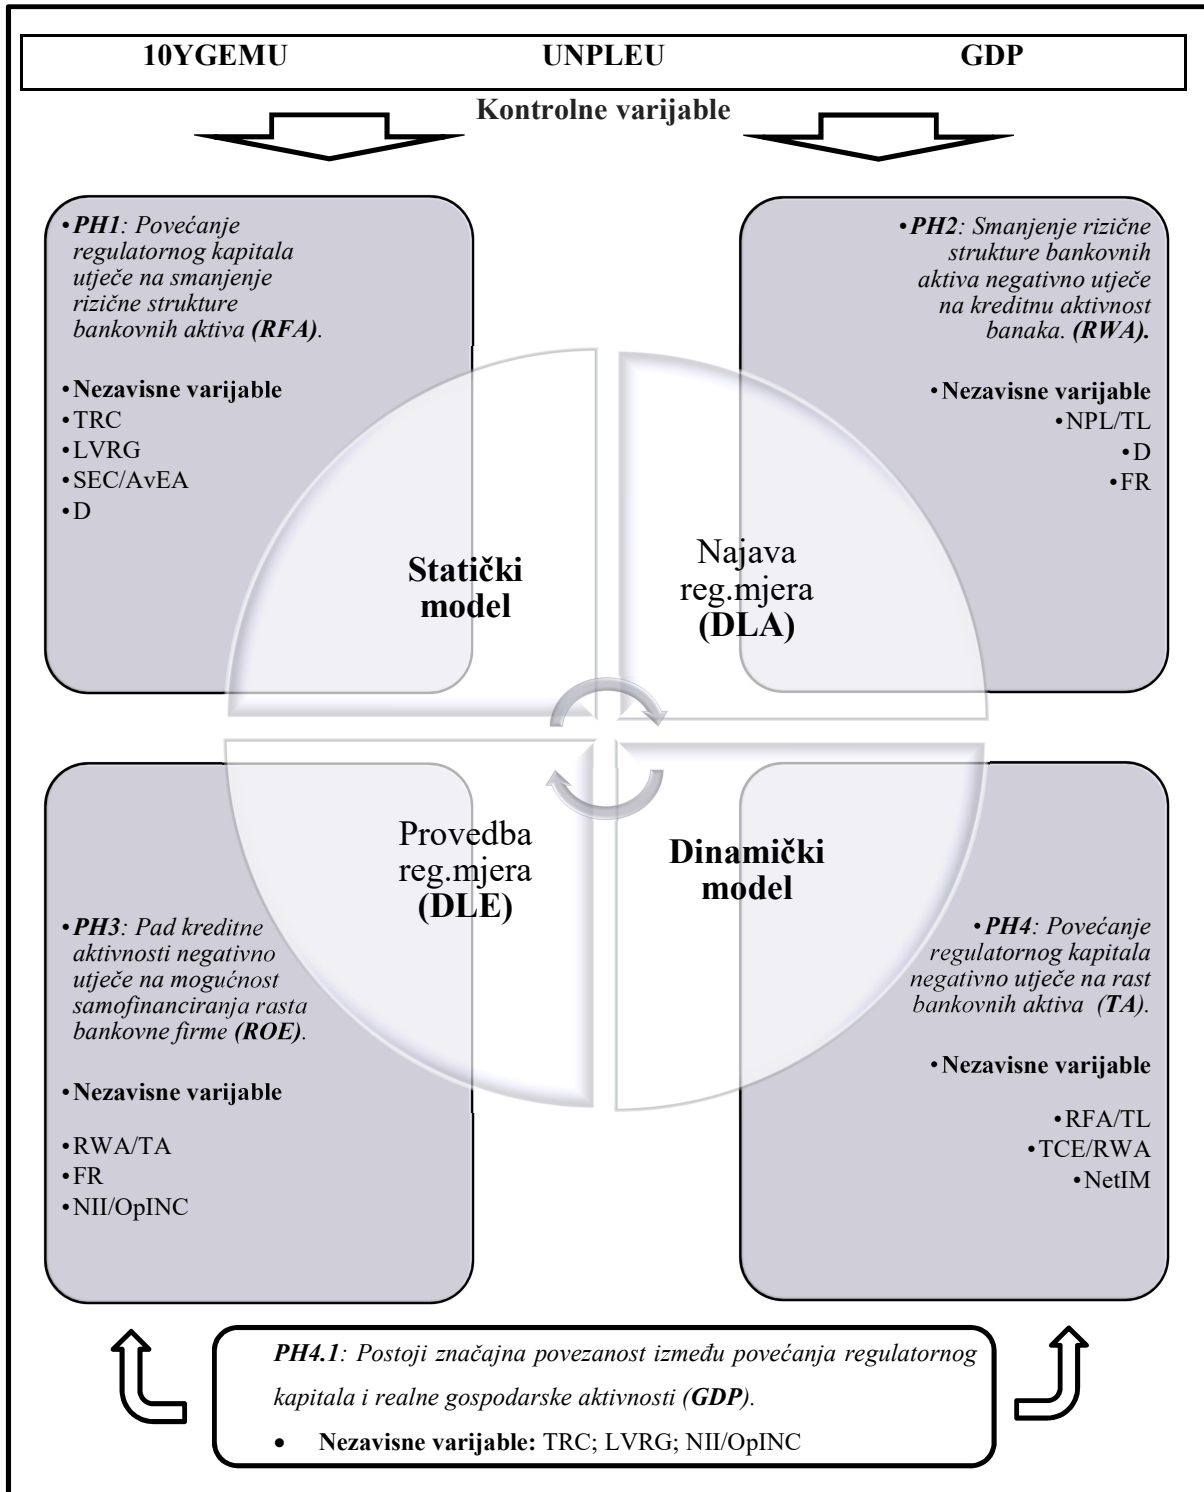 10YGEMU UNPLEU GDP
Kontrolne varijable
•PH1: Povećanje
regulatornog kapitala
utječe na smanjenje
rizične strukture
bankovnih aktiva (RFA).
•Nezavisne varijable
•TRC
•LVRG
•SEC/AvEA
•D
•PH2: Smanjenje rizične
strukture bankovnih
aktiva negativno utječe
na kreditnu aktivnost
banaka. (RWA).
•Nezavisne varijable
•NPL/TL
•D
•FR
Statički
model
Najava
reg.mjera
(DLA)
Provedba
reg.mjera
(DLE)
Dinamički
model
•PH3: Pad kreditne
aktivnosti negativno
utječe na mogućnost
samofinanciranja rasta
bankovne firme (ROE).
•Nezavisne varijable
•RWA/TA
•FR
•NII/OpINC
•PH4: Povećanje
regulatornog kapitala
negativno utječe na rast
bankovnih aktiva (TA).
•Nezavisne varijable
•RFA/TL
•TCE/RWA
•NetIM
PH4.1: Postoji značajna povezanost između povećanja regulatornog
kapitala i realne gospodarske aktivnosti (GDP).
• Nezavisne varijable: TRC; LVRG; NII/OpINC